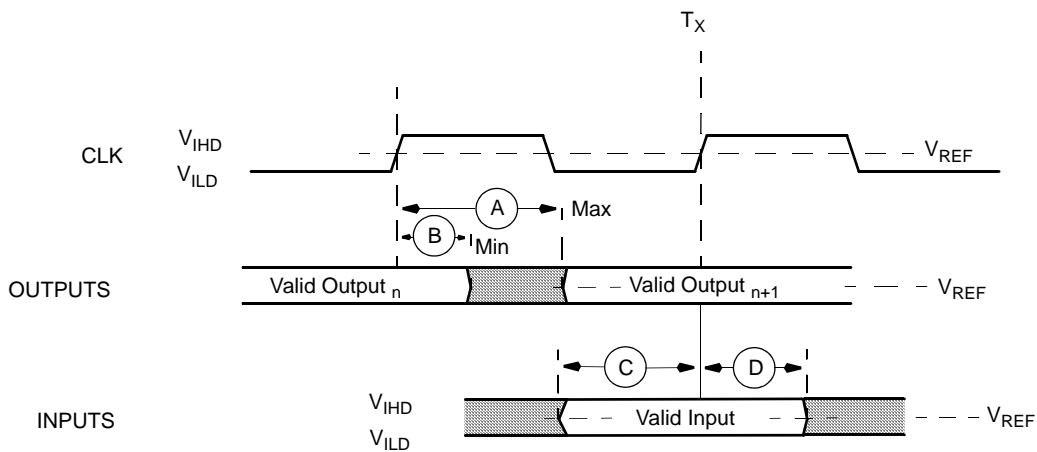 TX
CLK
VIHD
VILD
VREF
A
Max
B
Min
OUTPUTS
Valid Output n
Valid Output n+1
VREF
C
D
INPUTS
VIHD
VILD
Valid Input
VREF